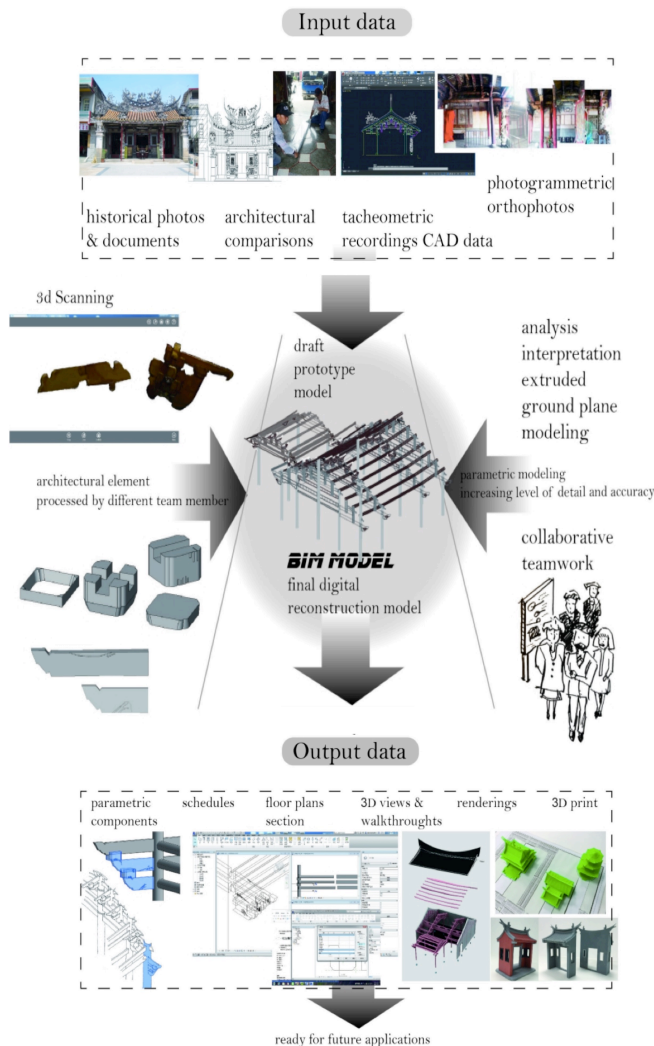 Input data
historical photos
& documents
architectural
comparisons
tacheometric
recordings CAD data
photogrammetric
orthophotos
3d Scanning
draft
prototype
model
analysis
interpretation
extruded
ground plane
modeling
architectural element
processed by different team member
parametric modeling
increasing level of detail and accuracy
BIM MODEL
final digital
reconstruction model
collaborative
teamwork
Output data
parametric
components
schedules
floor plans
section
3D views &
walkthroughts
renderings
3D print
ready for future applications